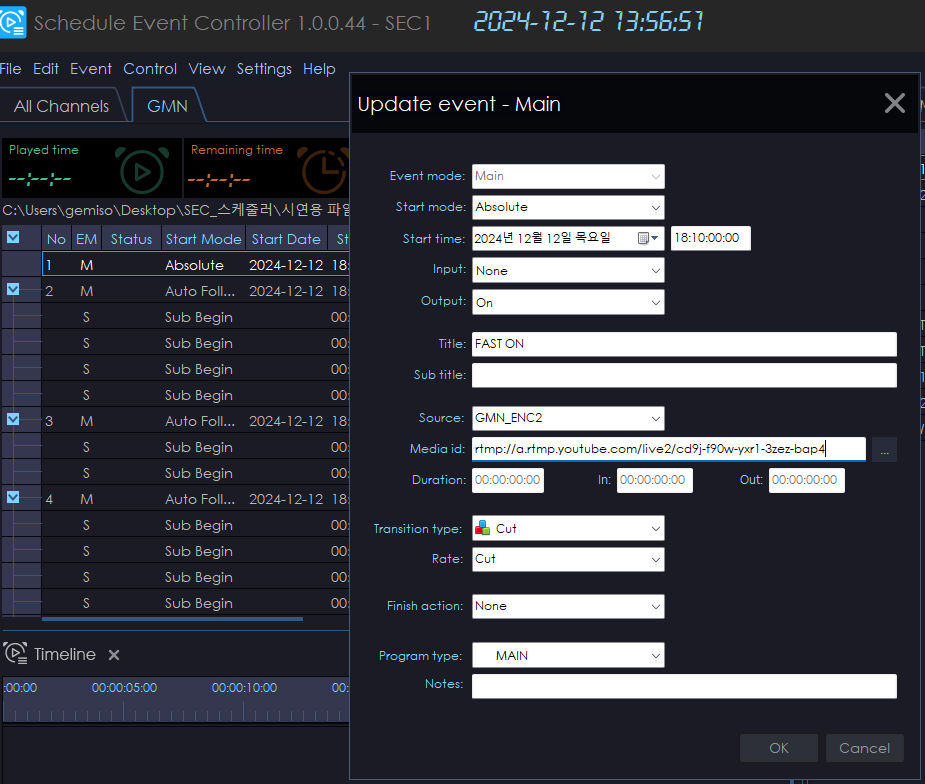 Schedule Event Controller 1.0.0.44 - SEC1
2024-12-12 13:56:51
File Edit Event Control View Settings Help
All Channels GMN
Played time Remaining time
--:--:-- --:--:--
C:\Users\gemiso\Desktop\SEC_스케줄러\시연용 파일
No EM Status Start Mode Start Date St
1 M Absolute 2024-12-12 18:
2 M Auto Foll... 2024-12-12 18:
S Sub Begin 00:
S Sub Begin 00:
S Sub Begin 00:
S Sub Begin 00:
3 M Auto Foll... 2024-12-12 18:
S Sub Begin 00:
S Sub Begin 00:
4 M Auto Foll... 2024-12-12 18:
S Sub Begin 00:
S Sub Begin 00:
S Sub Begin 00:
S Sub Begin 00:
Timeline
:00:00 00:00:05:00 00:00:10:00 00:
Update event - Main
Event mode: Main
Start mode: Absolute
Start time: 2024년 12월 12일 목요일 18:10:00:00
Input: None
Output: On
Title: FAST ON
Sub title:
Source: GMN_ENC2
Media id: rtmp://a.rtmp.youtube.com/live2/cd9j-f90w-yxr1-3zez-bap4 ...
Duration: 00:00:00:00 In: 00:00:00:00 Out: 00:00:00:00
Transition type: Cut
Rate: Cut
Finish action: None
Program type: MAIN
Notes:
OK Cancel